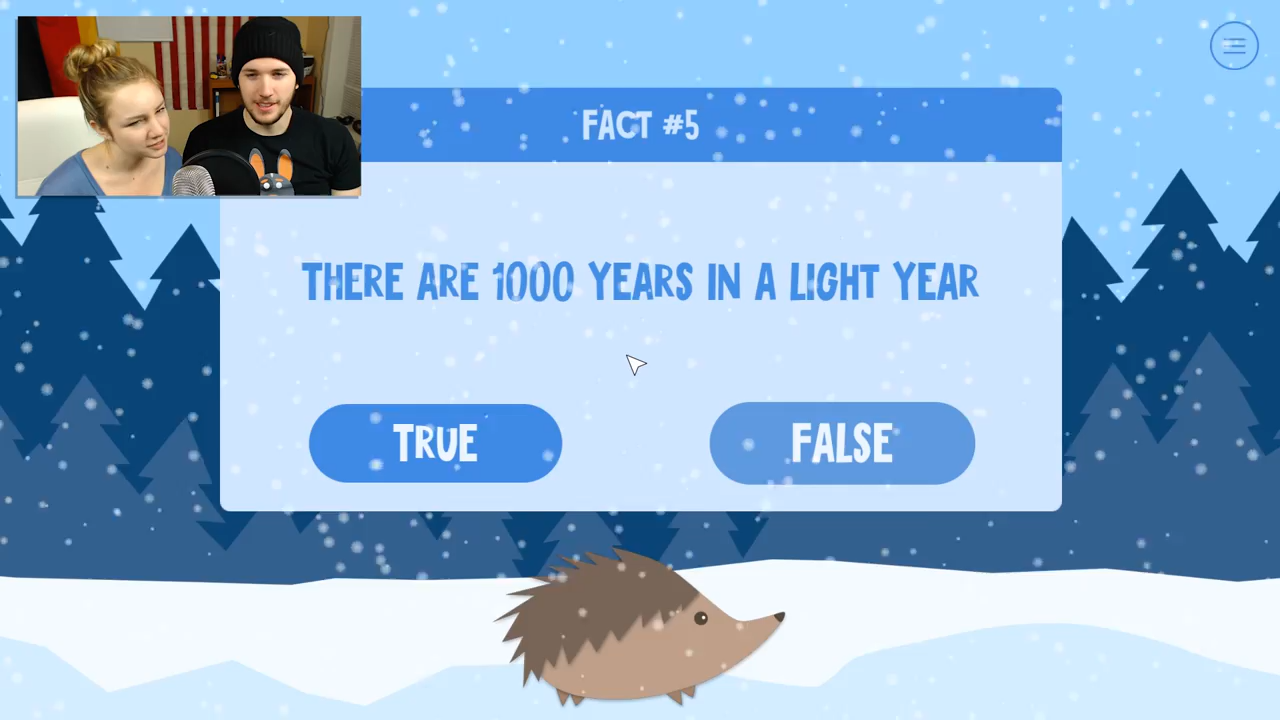 FACT #5
THERE ARE 1000 YEARS IN A LIGHT YEAR
TRUE
FALSE